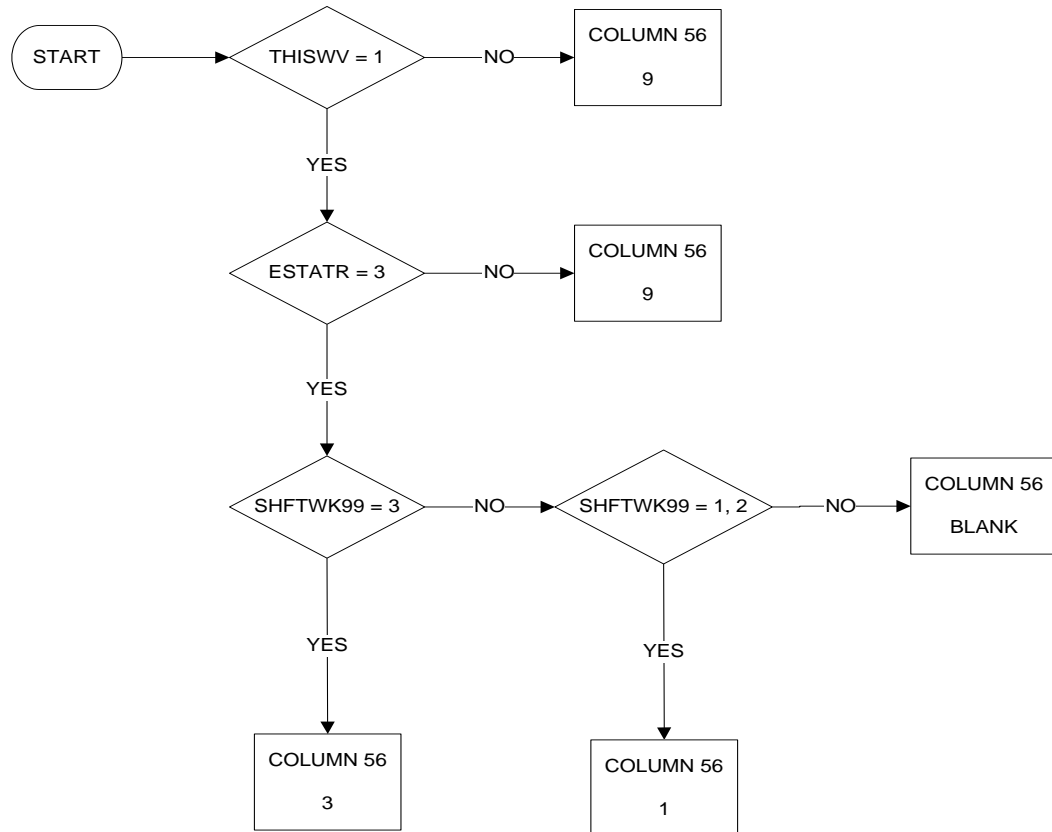 START
THISWV = 1
NO
COLUMN 56
9
YES
ESTATR = 3
NO
COLUMN 56
9
YES
SHFTWK99 = 3
NO
SHFTWK99 = 1, 2
NO
COLUMN 56
BLANK
YES
YES
COLUMN 56
3
COLUMN 56
1